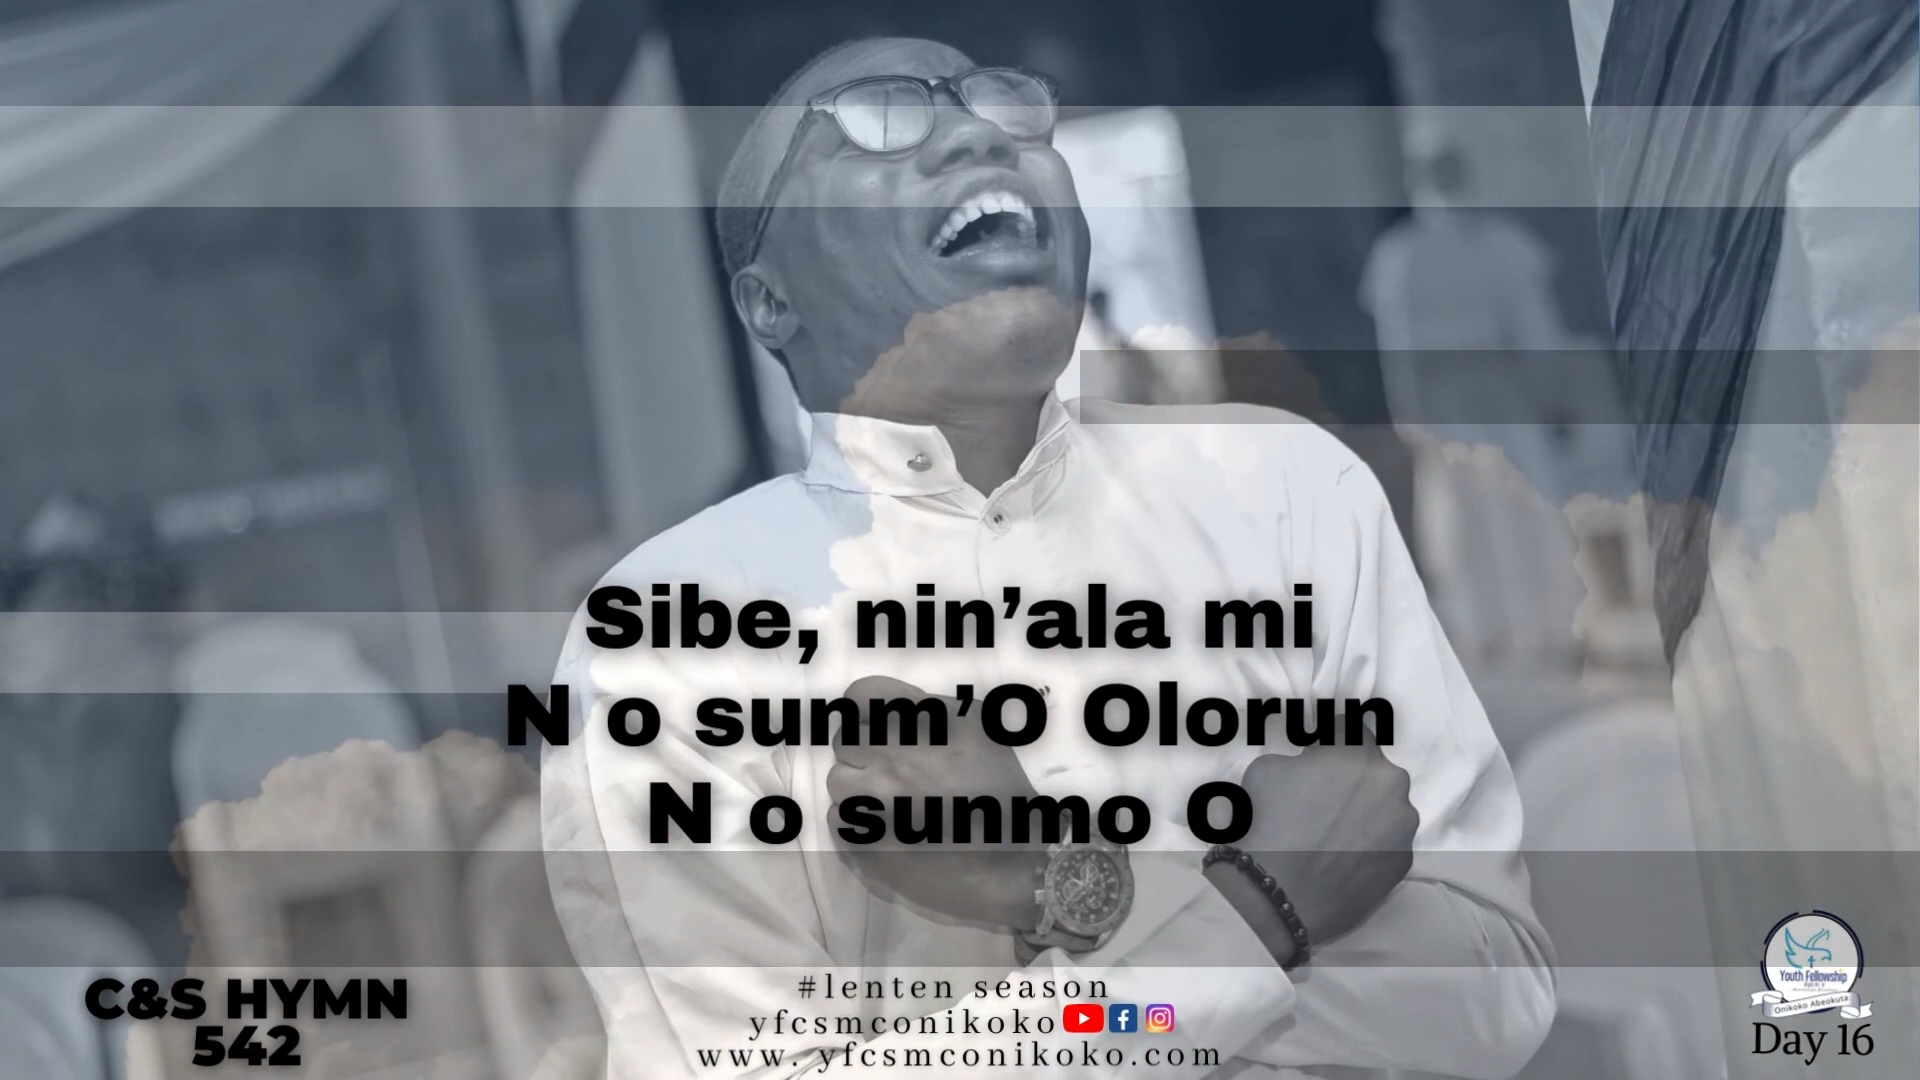 Sibe, nin’ala mi
N o sunm’O Olorun
N o sunmo O
C&S HYMN
542
#lenten season
yfcsmconikoko
www. yfcsmconikoko.com
Youth Fellowship
Onikoko Abeokuta
Day 16